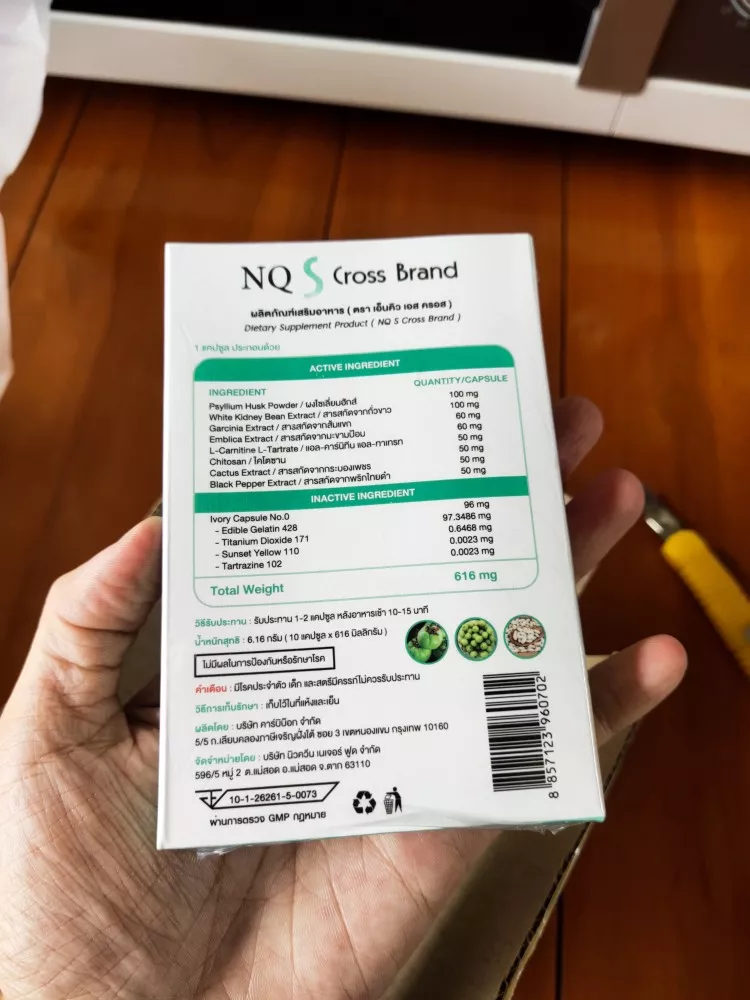 NQ S Cross Brand
ผลิตภัณฑ์เสริมอาหาร ( ตรา เอ็นคิว เอส ครอส )
Dietary Supplement Product ( NQ S Cross Brand )
1 แคปซูล ประกอบด้วย
ACTIVE INGREDIENT
INGREDIENT QUANTITY/CAPSULE
Psyllium Husk Powder / ผงไซเลี่ยมฮักส์ 100 mg
White Kidney Bean Extract / สารสกัดจากถั่วขาว 100 mg
Garcinia Extract / สารสกัดจากส้มแขก 60 mg
Emblica Extract / สารสกัดจากมะขามป้อม 60 mg
L-Carnitine L-Tartrate / แอล-คาร์นิทีน แอล-ทาเทรท 50 mg
Chitosan / ไคโตซาน 50 mg
Cactus Extract / สารสกัดจากกระบองเพชร 50 mg
Black Pepper Extract / สารสกัดจากพริกไทยดำ 50 mg
INACTIVE INGREDIENT
Ivory Capsule No.0 96 mg
- Edible Gelatin 428 97.3486 mg
- Titanium Dioxide 171 0.6468 mg
- Sunset Yellow 110 0.0023 mg
- Tartrazine 102 0.0023 mg
Total Weight 616 mg
วิธีรับประทาน : รับประทาน 1-2 แคปซูล หลังอาหารเช้า 10-15 นาที
น้ำหนักสุทธิ : 6.16 กรัม ( 10 แคปซูล x 616 มิลลิกรัม )
ไม่มีผลในการป้องกันหรือรักษาโรค
คำเตือน : มีโรคประจำตัว เด็ก และสตรีมีครรภ์ไม่ควรรับประทาน
วิธีการเก็บรักษา : เก็บไว้ในที่แห้งและเย็น
ผลิตโดย : บริษัท คาร์บิน็อท จำกัด
5/5 ถ.เลียบคลองภาษีเจริญฝั่งใต้ ซอย 3 เขตหนองแขม กรุงเทพ 10160
จัดจำหน่ายโดย : บริษัท นิวควีน เนเจอร์ ฟูด จำกัด
596/5 หมู่ 2 ต.แม่สอด อ.แม่สอด จ.ตาก 63110
10-1-26261-5-0073
ผ่านการตรวจ GMP กฎหมาย
8 857123 960702